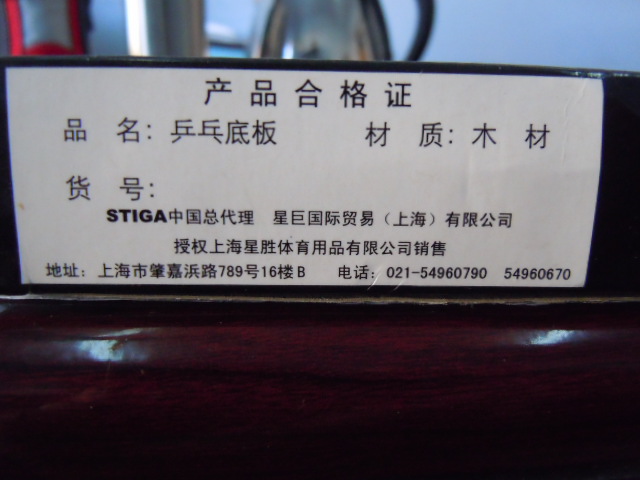 产品合格证
品 名：乒乓底板 材 质：木 材
货 号：
STIGA中国总代理 星巨国际贸易（上海）有限公司
授权上海星胜体育用品有限公司销售
地址：上海市肇嘉浜路789号16楼B 电话：021-54960790 54960670